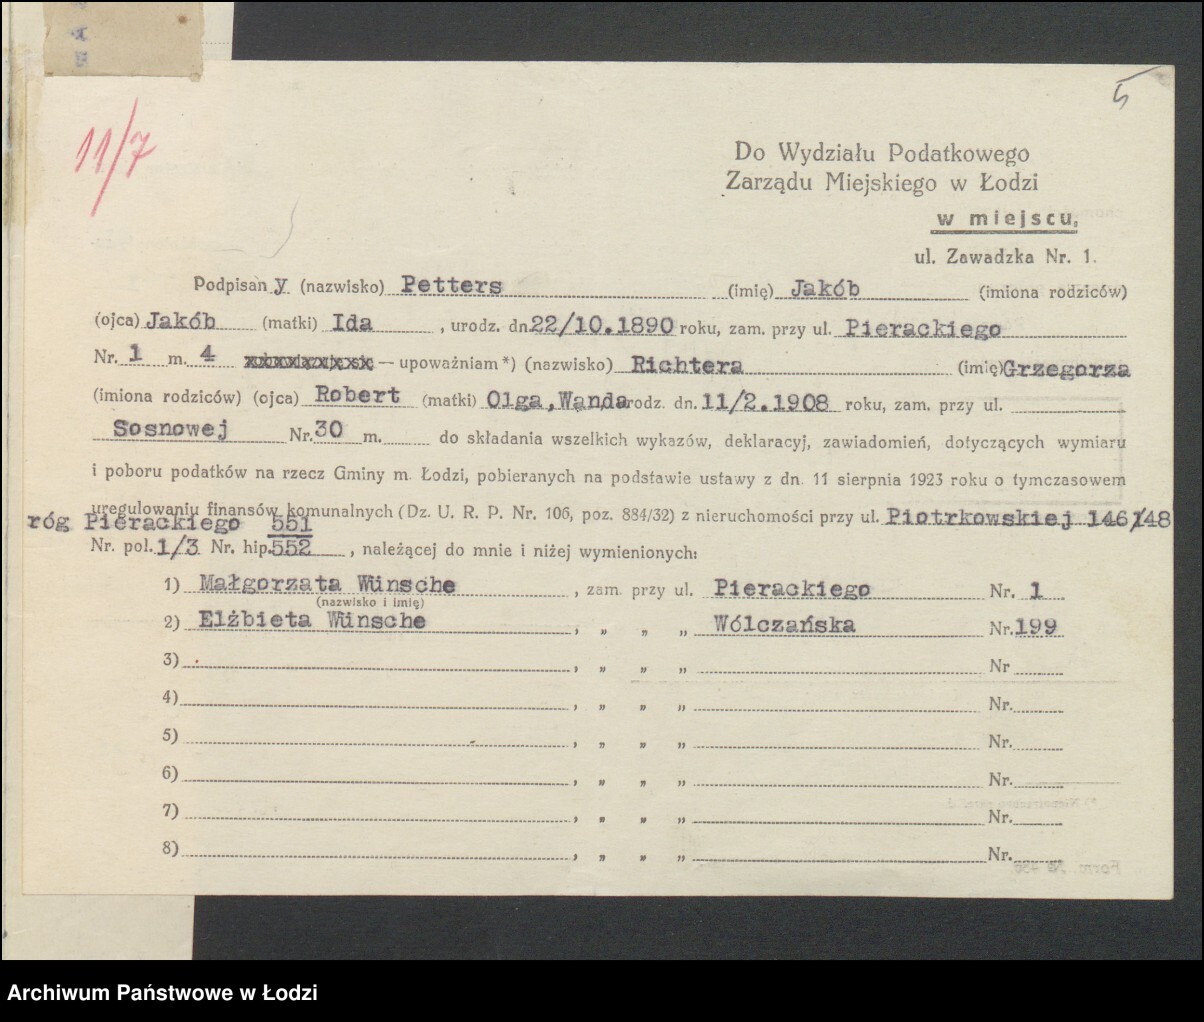 5
11/7
Do Wydziału Podatkowego
Zarządu Miejskiego w Łodzi
w miejscu,
ul. Zawadzka Nr. 1.
Podpisan y (nazwisko) Petters (imię) Jakób (imiona rodziców)
(ojca) Jakób (matki) Ida , urodz. dn. 22/10.1890 roku, zam. przy ul. Pierackiego
Nr. 1 m. 4 — upoważniam *) (nazwisko) Richtera (imię) Grzegorza
(imiona rodziców) (ojca) Robert (matki) Olga,Wanda urodz. dn. 11/2.1908 roku, zam. przy ul.
Sosnowej Nr. 30 m. do składania wszelkich wykazów, deklaracyj, zawiadomień, dotyczących wymiaru
i poboru podatków na rzecz Gminy m. Łodzi, pobieranych na podstawie ustawy z dn. 11 sierpnia 1923 roku o tymczasowem
uregulowaniu finansów komunalnych (Dz. U. R. P. Nr. 106, poz. 884/32) z nieruchomości przy ul. Piotrkowskiej 146/148
róg Pierackiego 551
Nr. pol. 1/3 Nr. hip. 552 , należącej do mnie i niżej wymienionych:
1) Małgorzata Wünsche , zam. przy ul. Pierackiego Nr. 1
(nazwisko i imię)
2) Elżbieta Wünsche , „ „ „ Wólczańska Nr. 199
3) , „ „ „ Nr
4) , „ „ „ Nr.
5) , „ „ „ Nr.
6) , „ „ „ Nr.
7) , „ „ „ Nr.
8) , „ „ „ Nr.
Archiwum Państwowe w Łodzi